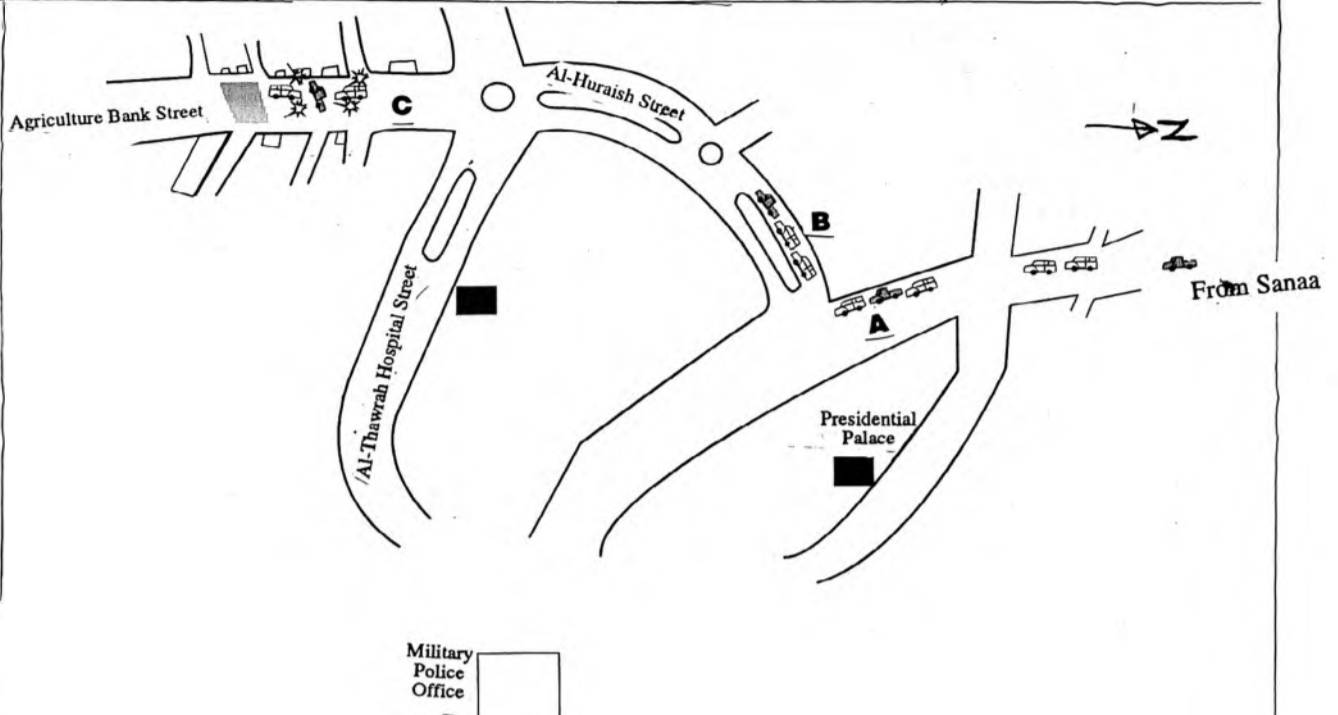 Al-Huraish Street
Agriculture Bank Street
C
N
B
From Sanaa
A
Al-Thawrah Hospital Street
Presidential
Palace
Military
Police
Office